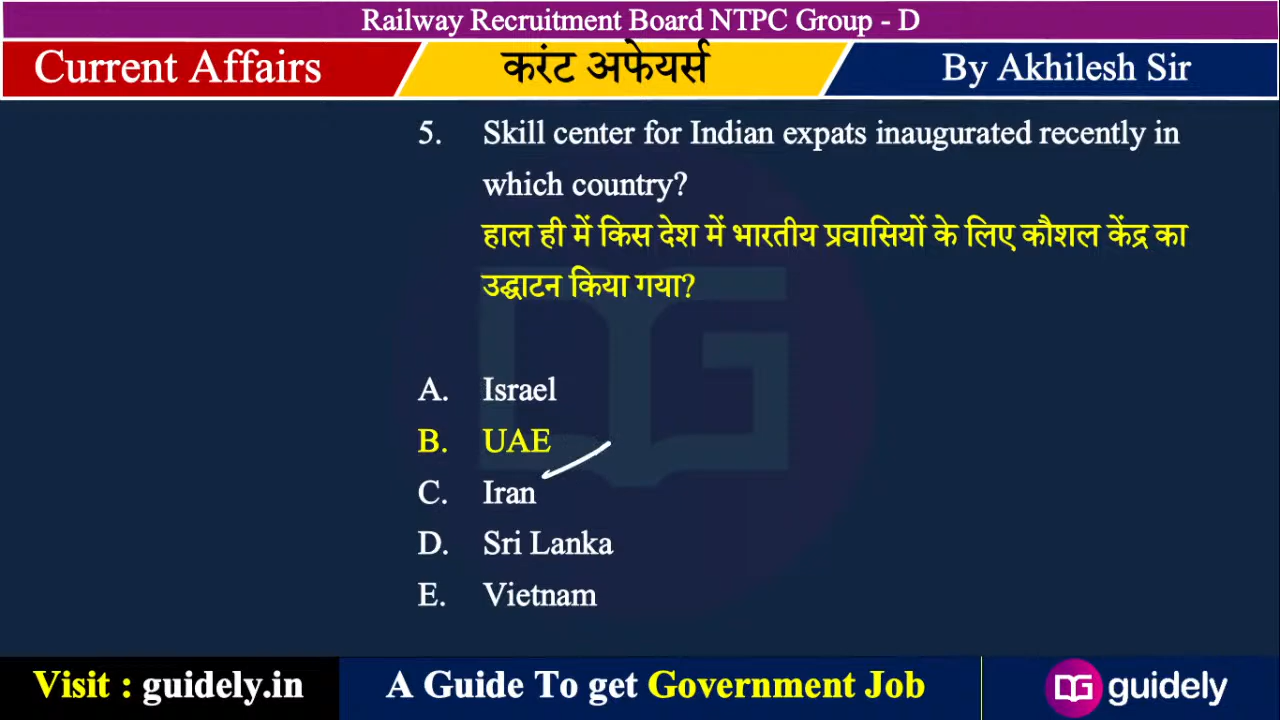 Railway Recruitment Board NTPC Group - D
Current Affairs
करंट अफेयर्स
By Akhilesh Sir
5. Skill center for Indian expats inaugurated recently in
which country?
हाल ही में किस देश में भारतीय प्रवासियों के लिए कौशल केंद्र का
उद्घाटन किया गया?
A. Israel
B. UAE
C. Iran
D. Sri Lanka
E. Vietnam
Visit : guidely.in
A Guide To get Government Job
DG guidely